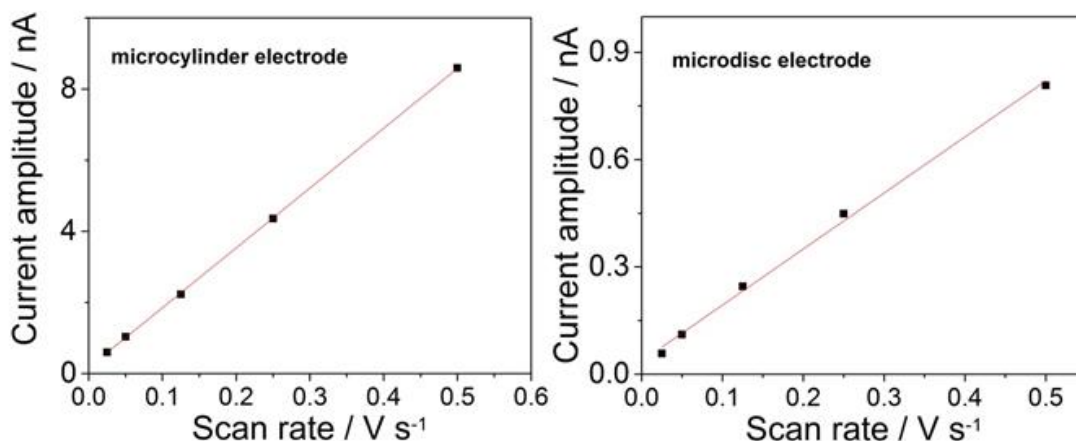 Current amplitude / nA
microcylinder electrode
8
4
0
0.0 0.1 0.2 0.3 0.4 0.5 0.6
Scan rate / V s⁻¹
Current amplitude / nA
microdisc electrode
0.9
0.6
0.3
0.0
0.0 0.1 0.2 0.3 0.4 0.5
Scan rate / V s⁻¹